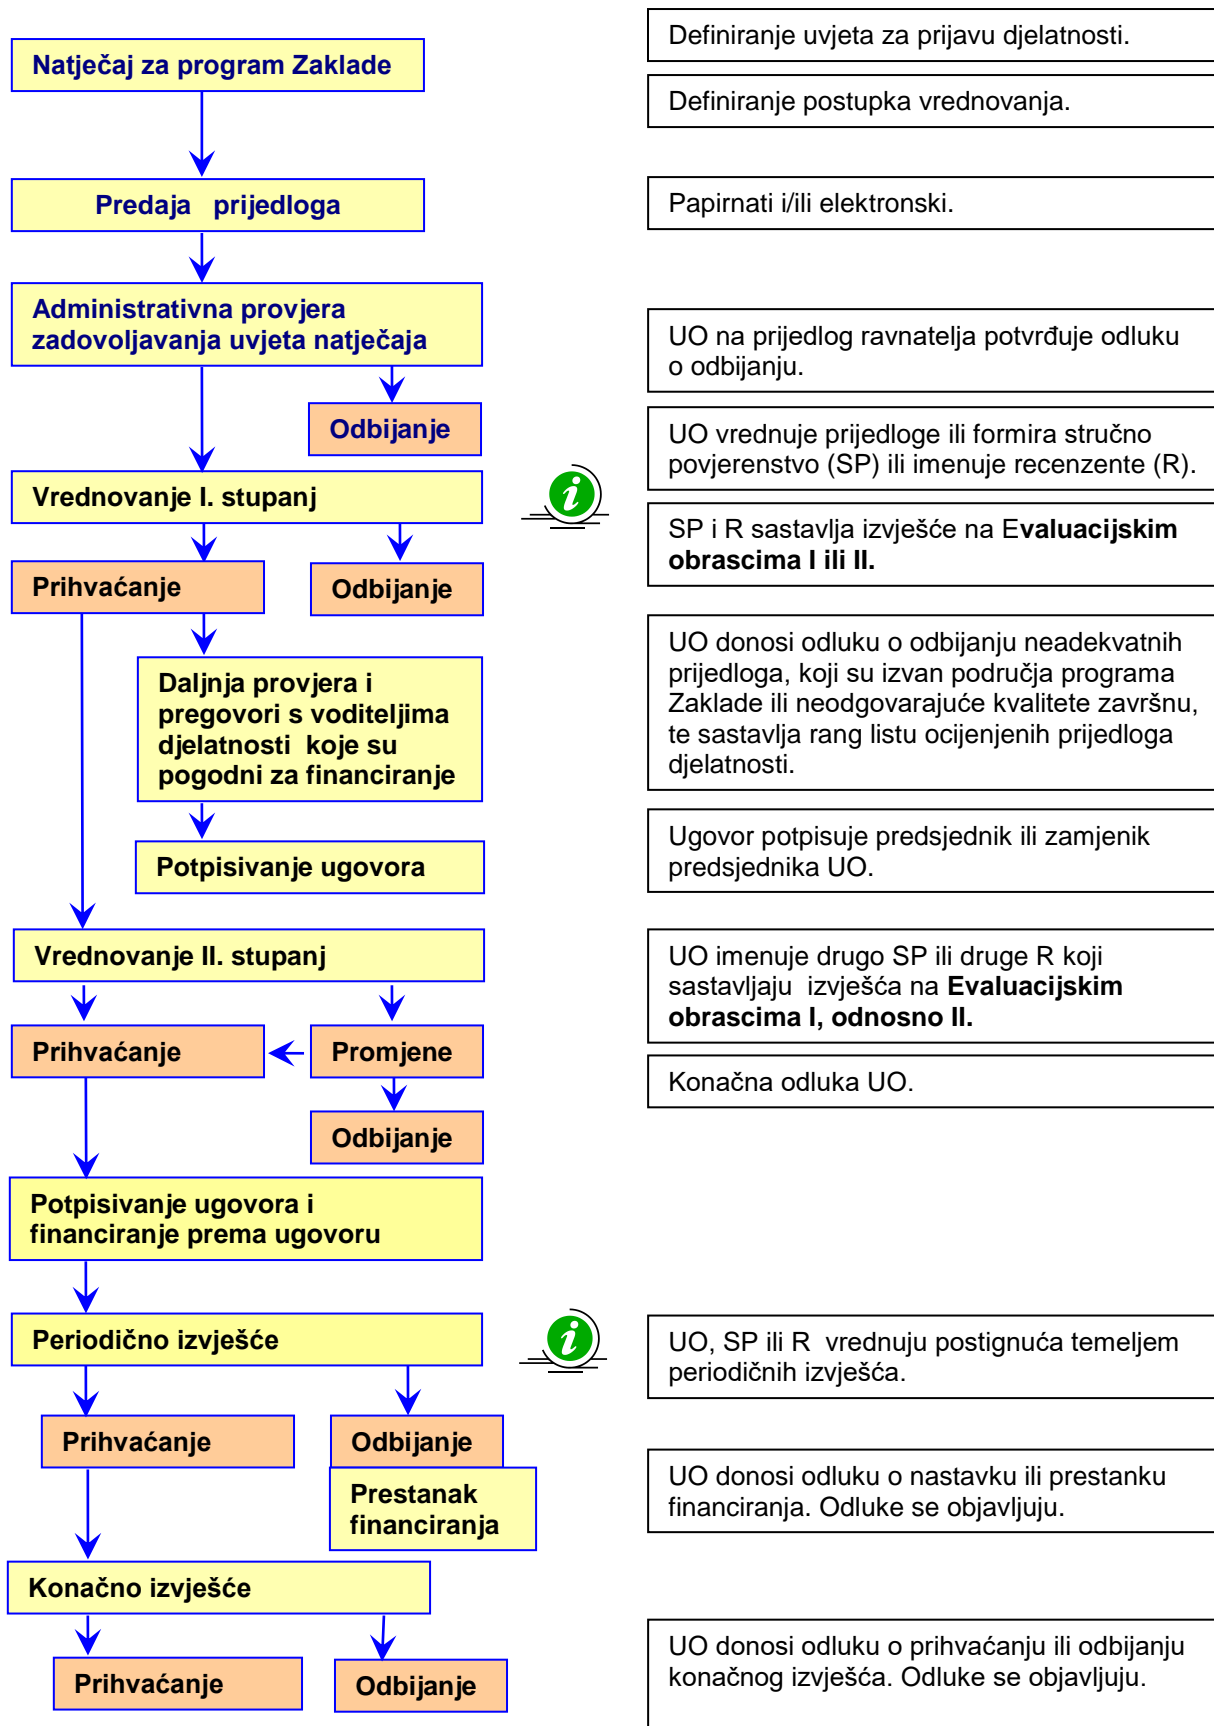 Natječaj za program Zaklade
Definiranje uvjeta za prijavu djelatnosti.
Definiranje postupka vrednovanja.
Predaja prijedloga
Papirnati i/ili elektronski.
Administrativna provjera
zadovoljavanja uvjeta natječaja
UO na prijedlog ravnatelja potvrđuje odluku
o odbijanju.
Odbijanje
UO vrednuje prijedloge ili formira stručno
povjerenstvo (SP) ili imenuje recenzente (R).
Vrednovanje I. stupanj
i
SP i R sastavlja izvješće na Evaluacijskim
obrascima I ili II.
Prihvaćanje
Odbijanje
Daljnja provjera i
pregovori s voditeljima
djelatnosti koje su
pogodni za financiranje
UO donosi odluku o odbijanju neadekvatnih
prijedloga, koji su izvan područja programa
Zaklade ili neodgovarajuće kvalitete završnu,
te sastavlja rang listu ocijenjenih prijedloga
djelatnosti.
Potpisivanje ugovora
Ugovor potpisuje predsjednik ili zamjenik
predsjednika UO.
Vrednovanje II. stupanj
UO imenuje drugo SP ili druge R koji
sastavljaju izvješća na Evaluacijskim
obrascima I, odnosno II.
Prihvaćanje
Promjene
Konačna odluka UO.
Odbijanje
Potpisivanje ugovora i
financiranje prema ugovoru
Periodično izvješće
i
UO, SP ili R vrednuju postignuća temeljem
periodičnih izvješća.
Prihvaćanje
Odbijanje
Prestanak
financiranja
UO donosi odluku o nastavku ili prestanku
financiranja. Odluke se objavljuju.
Konačno izvješće
UO donosi odluku o prihvaćanju ili odbijanju
konačnog izvješća. Odluke se objavljuju.
Prihvaćanje
Odbijanje